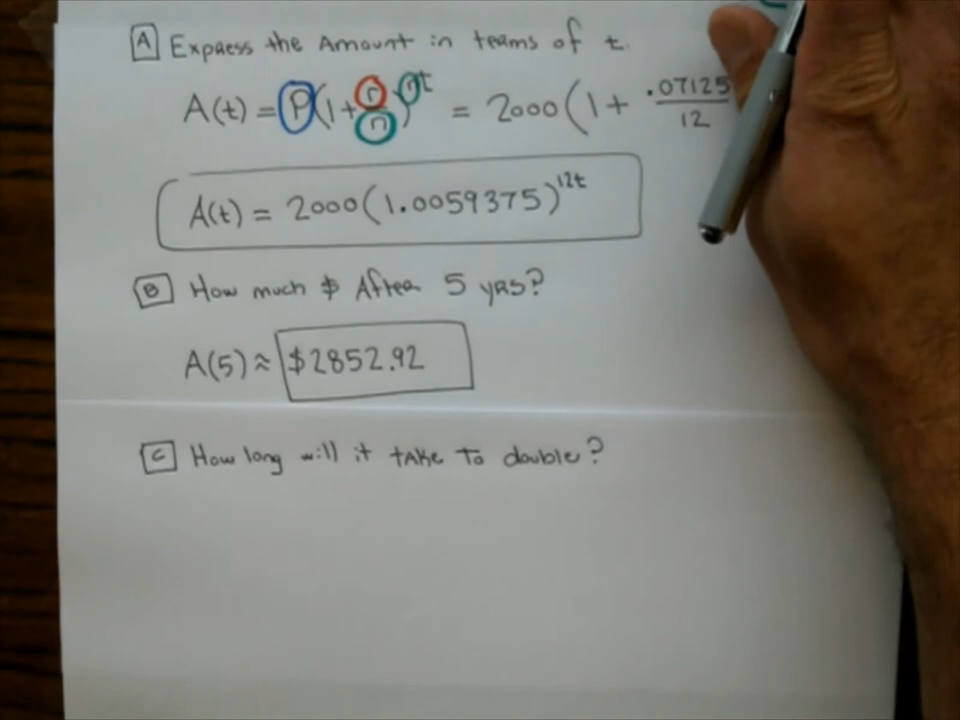 A Express the Amount in terms of t.
A(t) = P(1+r/n)^nt = 2000(1+ .07125/12
A(t) = 2000(1.0059375)^12t
B How much $ After 5 yrs?
A(5) ≈ $2852.92
C How long will it take to double?